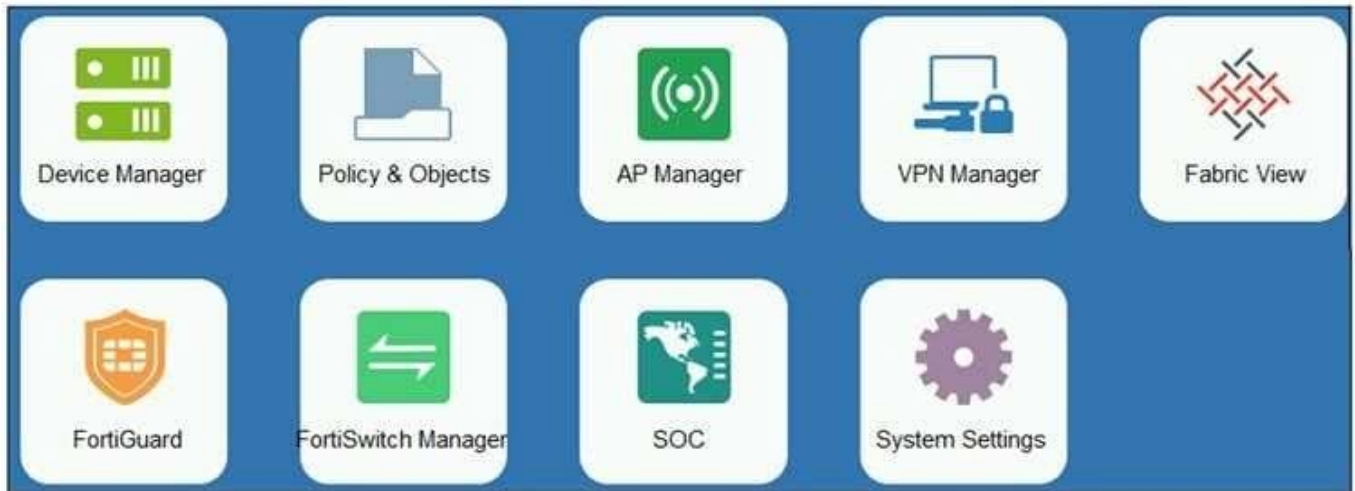 Device Manager
Policy & Objects
AP Manager
VPN Manager
Fabric View
FortiGuard
FortiSwitch Manager
SOC
System Settings